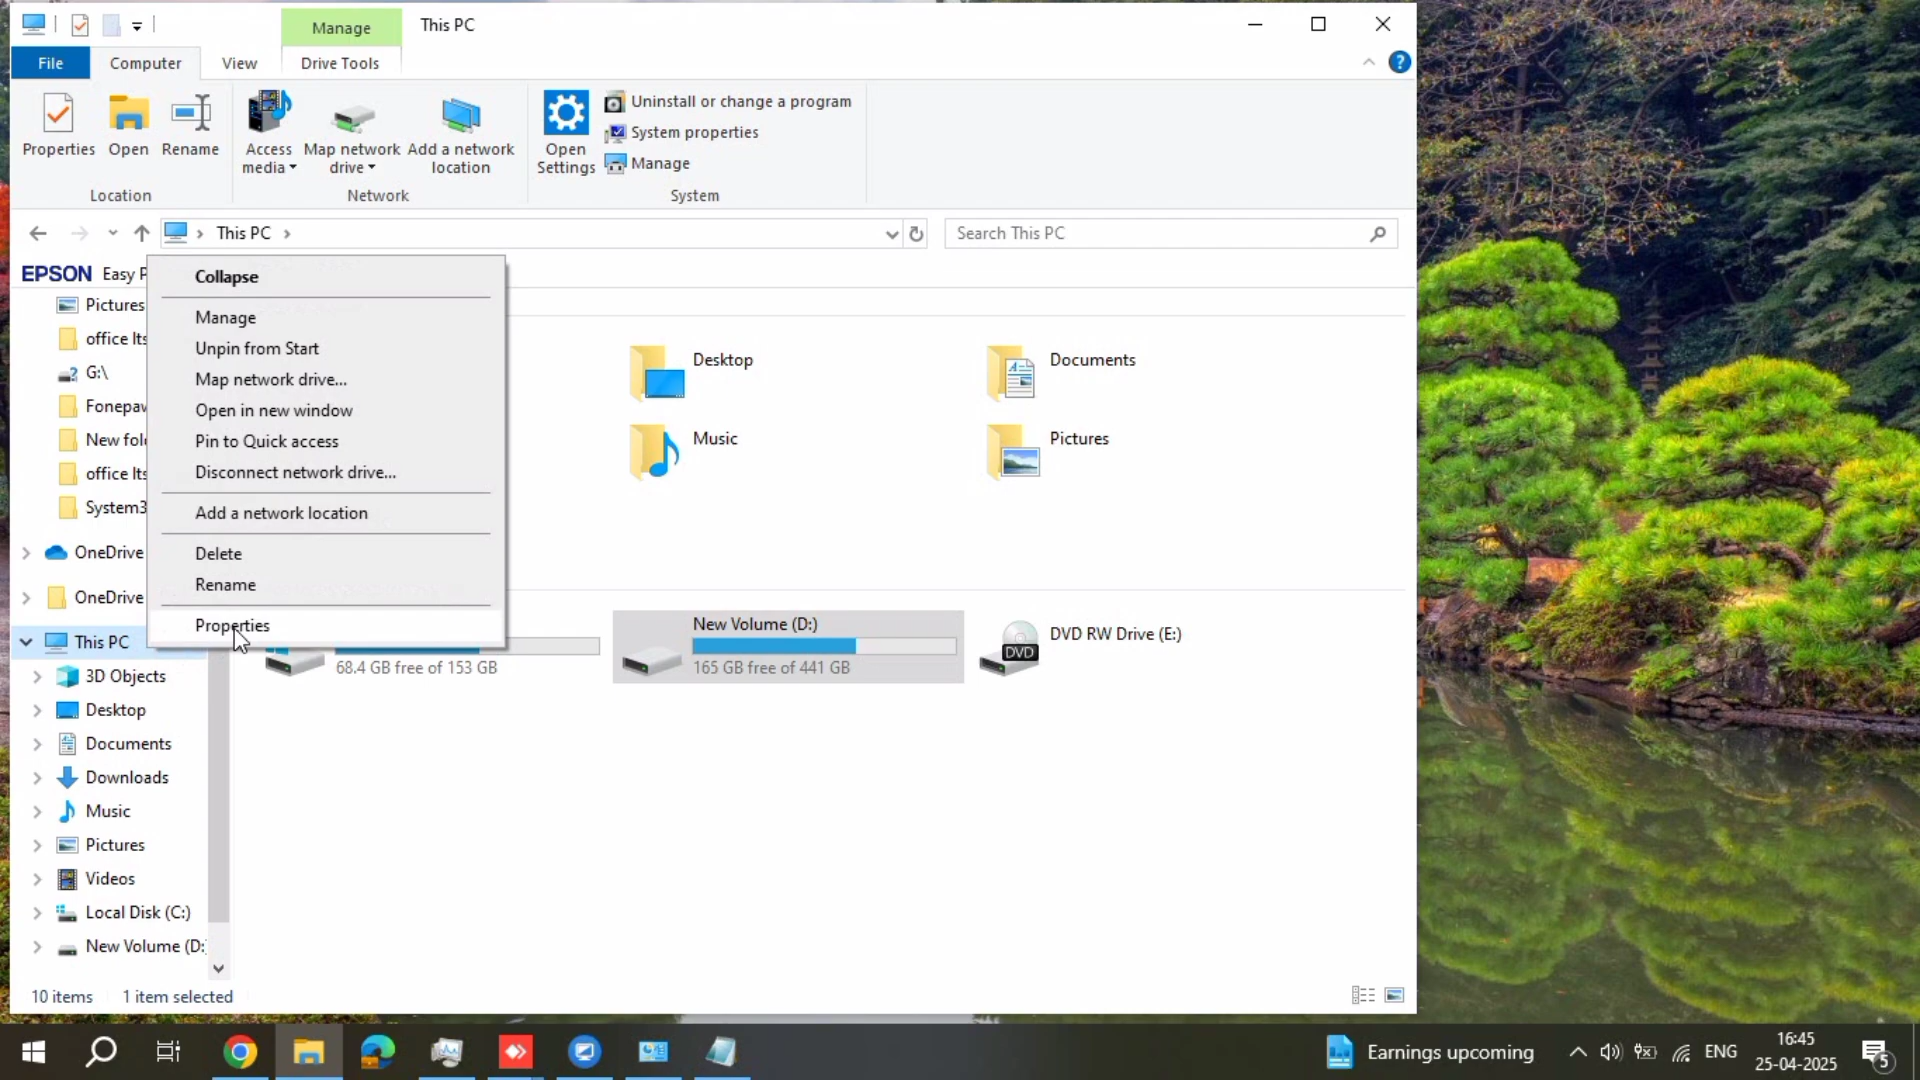 Manage
This PC
File
Computer
View
Drive Tools
Properties
Open
Rename
Access media
Map network drive
Add a network location
Open Settings
Uninstall or change a program
System properties
Manage
Location
Network
System
This PC
Search This PC
EPSON Easy P
Collapse
Manage
Unpin from Start
Map network drive...
Open in new window
Pin to Quick access
Disconnect network drive...
Add a network location
Delete
Rename
Properties
Pictures
office lts
G:\
Fonepaw
New fol
office lts
System3
OneDrive
OneDrive
This PC
3D Objects
Desktop
Documents
Downloads
Music
Pictures
Videos
Local Disk (C:)
New Volume (D:
Desktop
Documents
Music
Pictures
68.4 GB free of 153 GB
New Volume (D:)
165 GB free of 441 GB
DVD RW Drive (E:)
DVD
10 items
1 item selected
Earnings upcoming
ENG
16:45
25-04-2025
5